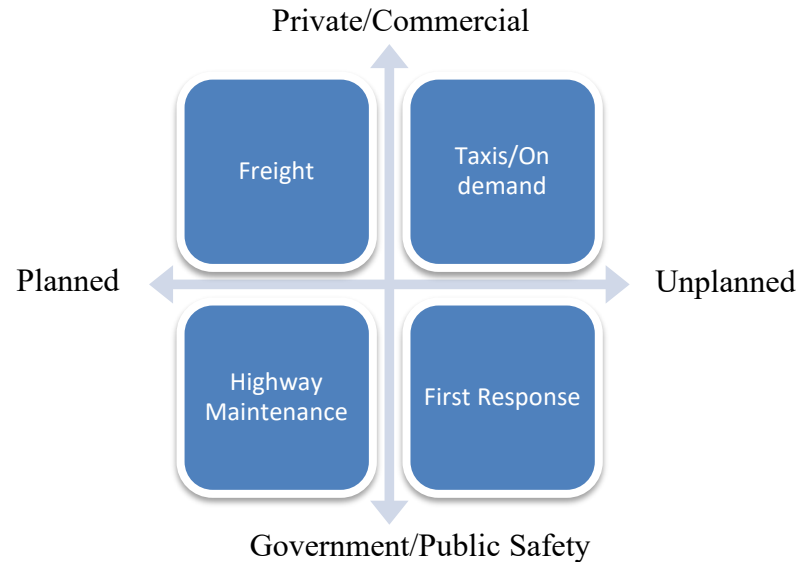 Private/Commercial
Freight
Taxis/On
demand
Planned
Unplanned
Highway
Maintenance
First Response
Government/Public Safety